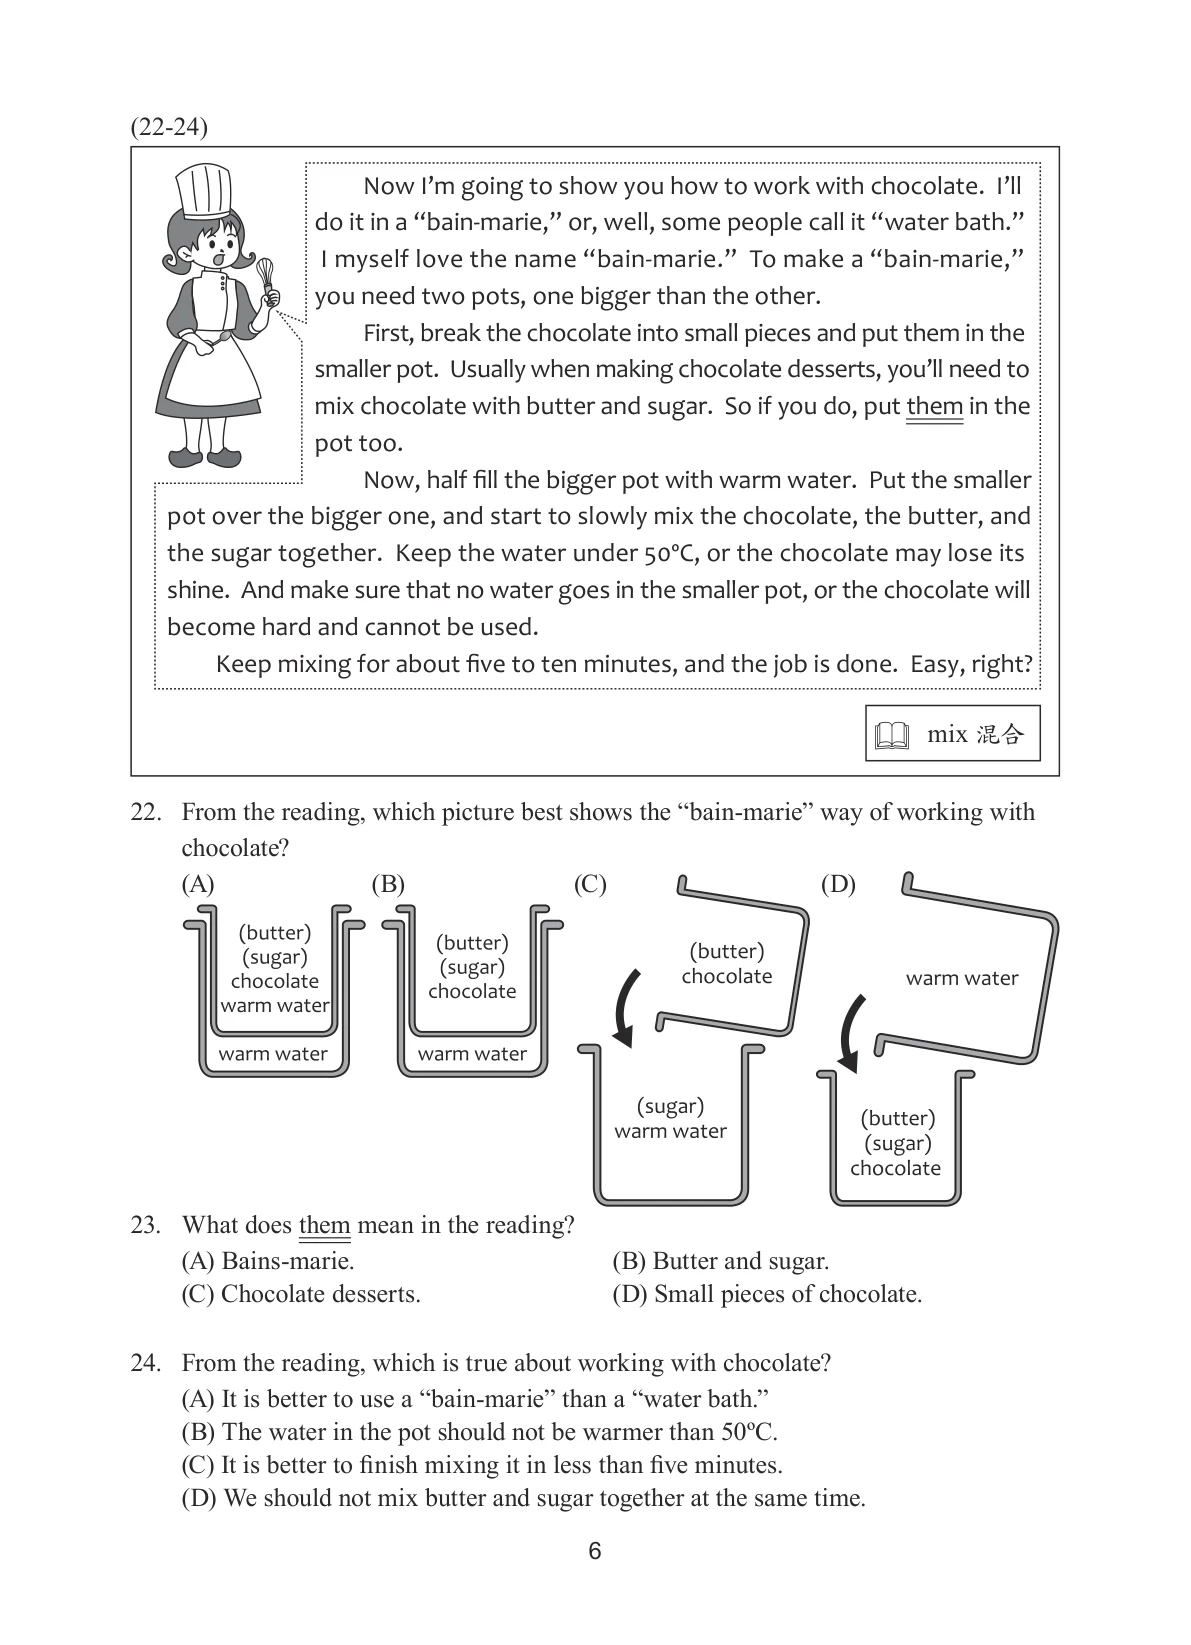 (22-24)
Now I'm going to show you how to work with chocolate. I'll
do it in a “bain-marie,” or, well, some people call it “water bath.”
I myself love the name “bain-marie.” To make a “bain-marie,”
you need two pots, one bigger than the other.
First, break the chocolate into small pieces and put them in the
smaller pot. Usually when making chocolate desserts, you'll need to
mix chocolate with butter and sugar. So if you do, put them in the
pot too.
Now, half fill the bigger pot with warm water. Put the smaller
pot over the bigger one, and start to slowly mix the chocolate, the butter, and
the sugar together. Keep the water under 50ºC, or the chocolate may lose its
shine. And make sure that no water goes in the smaller pot, or the chocolate will
become hard and cannot be used.
Keep mixing for about five to ten minutes, and the job is done. Easy, right?
mix 混合
22. From the reading, which picture best shows the “bain-marie” way of working with
chocolate?
(A)
(butter)
(sugar)
chocolate
warm water
warm water
(B)
(butter)
(sugar)
chocolate
warm water
(C)
(butter)
chocolate
(sugar)
warm water
(D)
warm water
(butter)
(sugar)
chocolate
23. What does them mean in the reading?
(A) Bains-marie. (B) Butter and sugar.
(C) Chocolate desserts. (D) Small pieces of chocolate.
24. From the reading, which is true about working with chocolate?
(A) It is better to use a “bain-marie” than a “water bath.”
(B) The water in the pot should not be warmer than 50ºC.
(C) It is better to finish mixing it in less than five minutes.
(D) We should not mix butter and sugar together at the same time.
6